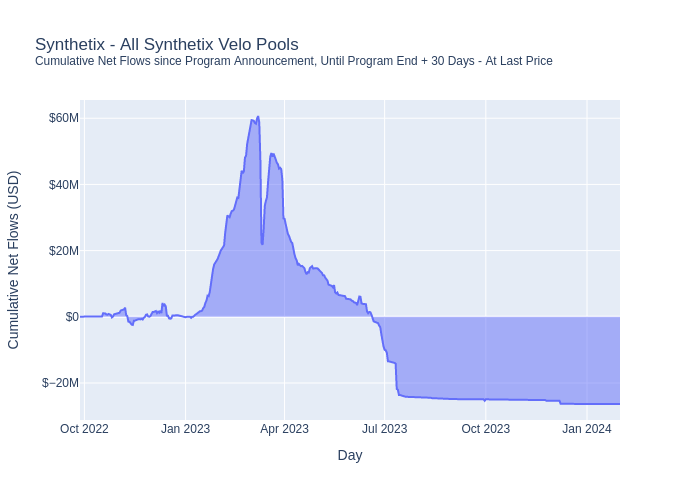 Synthetix - All Synthetix Velo Pools
Cumulative Net Flows since Program Announcement, Until Program End + 30 Days - At Last Price
$60M
$40M
$20M
$0
$−20M
Cumulative Net Flows (USD)
Oct 2022
Jan 2023
Apr 2023
Jul 2023
Oct 2023
Jan 2024
Day